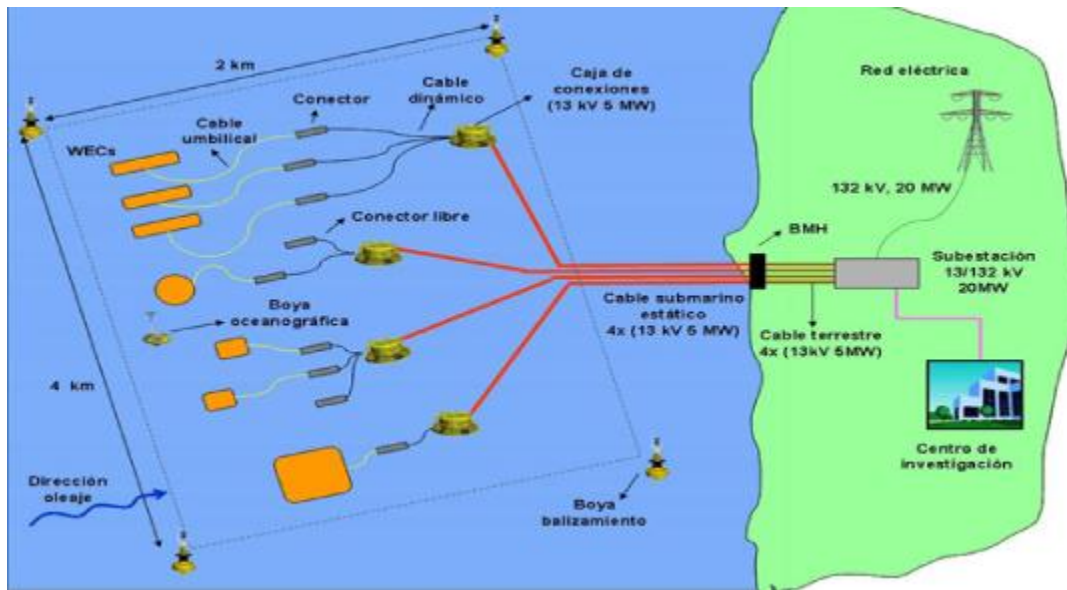 2 km
Caja de
conexiones
(13 kV 5 MW)
Cable
dinámico
Conector
Cable
umbilical
WECs
Red eléctrica
132 kV, 20 MW
Conector libre
BMH
Subestación
13/132 kV
20MW
Boya
oceanográfica
Cable submarino
estático
4x (13 kV 5 MW)
Cable terrestre
4x (13kV 5MW)
4 km
Centro de
investigación
Dirección
oleaje
Boya
balizamiento